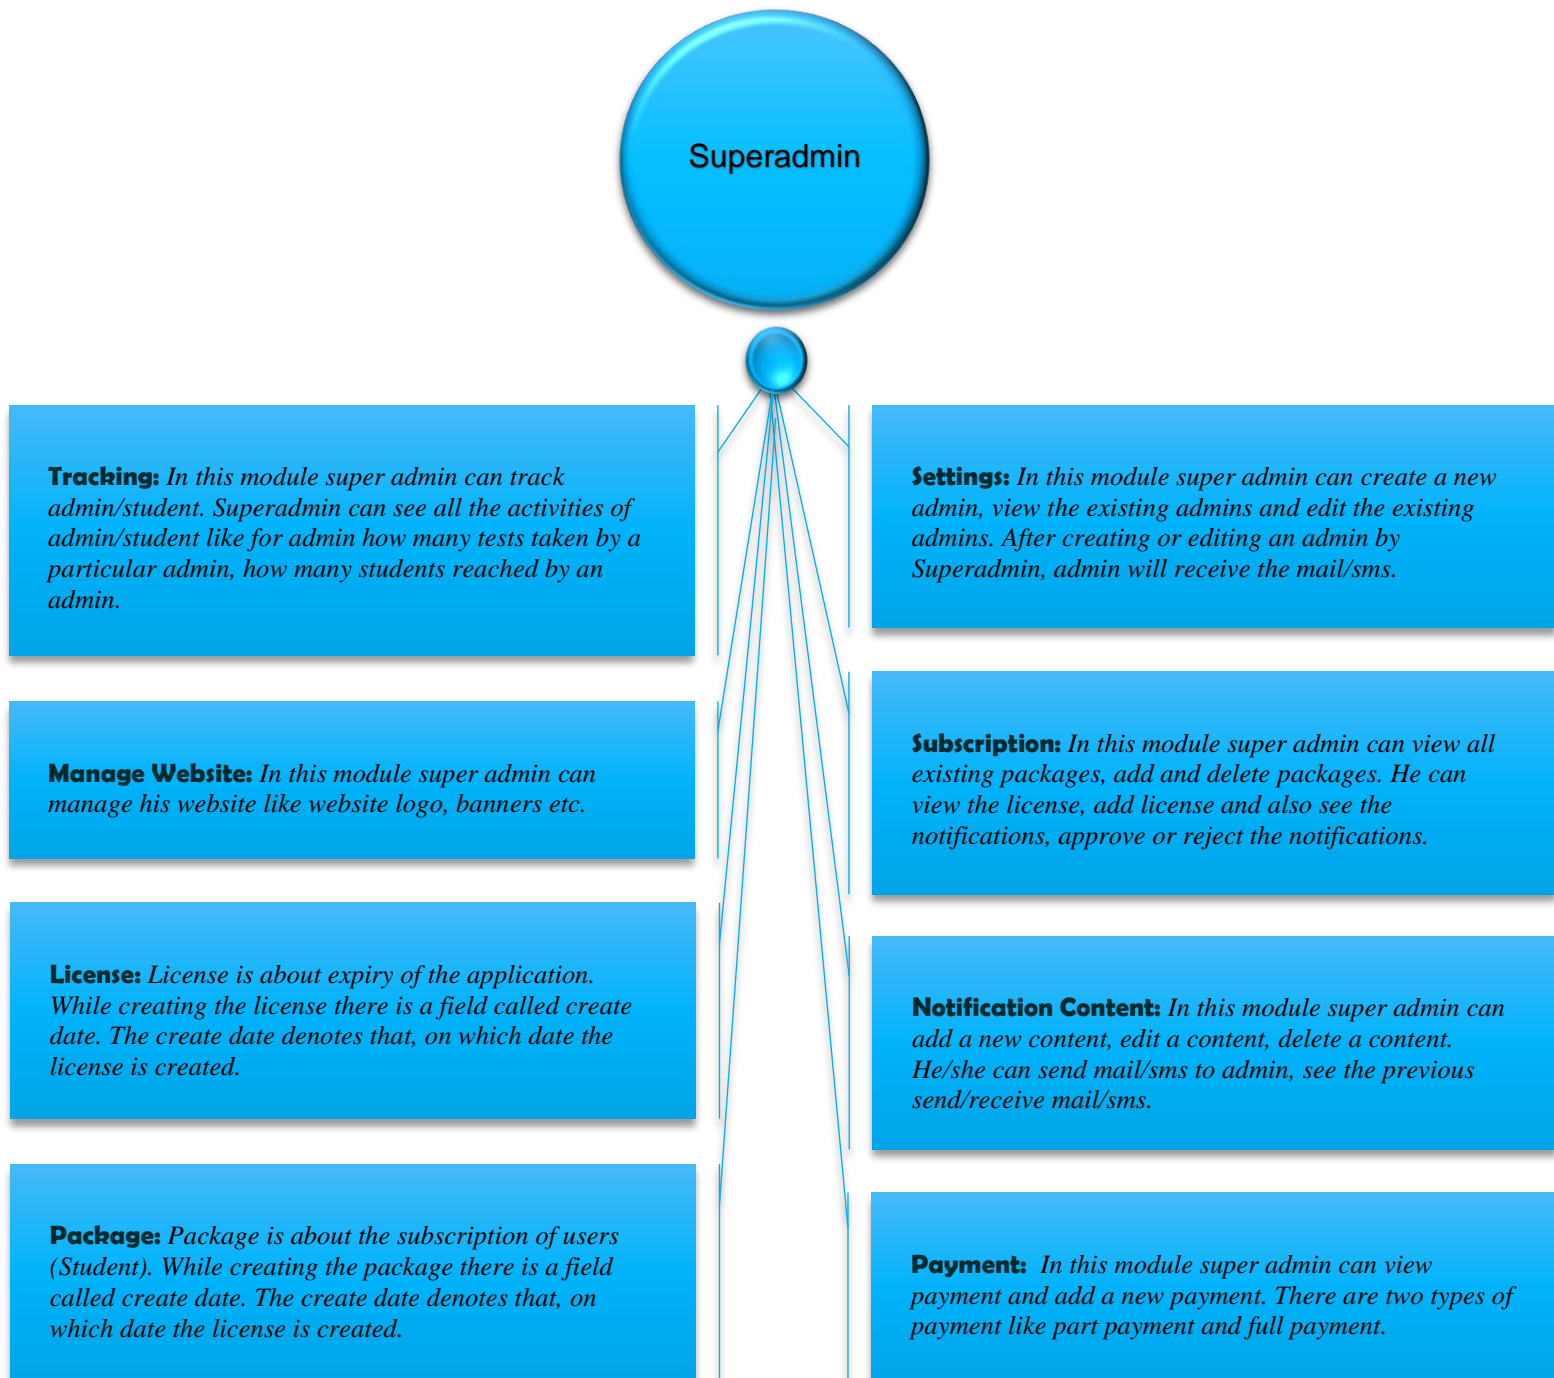 Superadmin
Tracking: In this module super admin can track
admin/student. Superadmin can see all the activities of
admin/student like for admin how many tests taken by a
particular admin, how many students reached by an
admin.
Settings: In this module super admin can create a new
admin, view the existing admins and edit the existing
admins. After creating or editing an admin by
Superadmin, admin will receive the mail/sms.
Manage Website: In this module super admin can
manage his website like website logo, banners etc.
Subscription: In this module super admin can view all
existing packages, add and delete packages. He can
view the license, add license and also see the
notifications, approve or reject the notifications.
License: License is about expiry of the application.
While creating the license there is a field called create
date. The create date denotes that, on which date the
license is created.
Notification Content: In this module super admin can
add a new content, edit a content, delete a content.
He/she can send mail/sms to admin, see the previous
send/receive mail/sms.
Package: Package is about the subscription of users
(Student). While creating the package there is a field
called create date. The create date denotes that, on
which date the license is created.
Payment: In this module super admin can view
payment and add a new payment. There are two types of
payment like part payment and full payment.